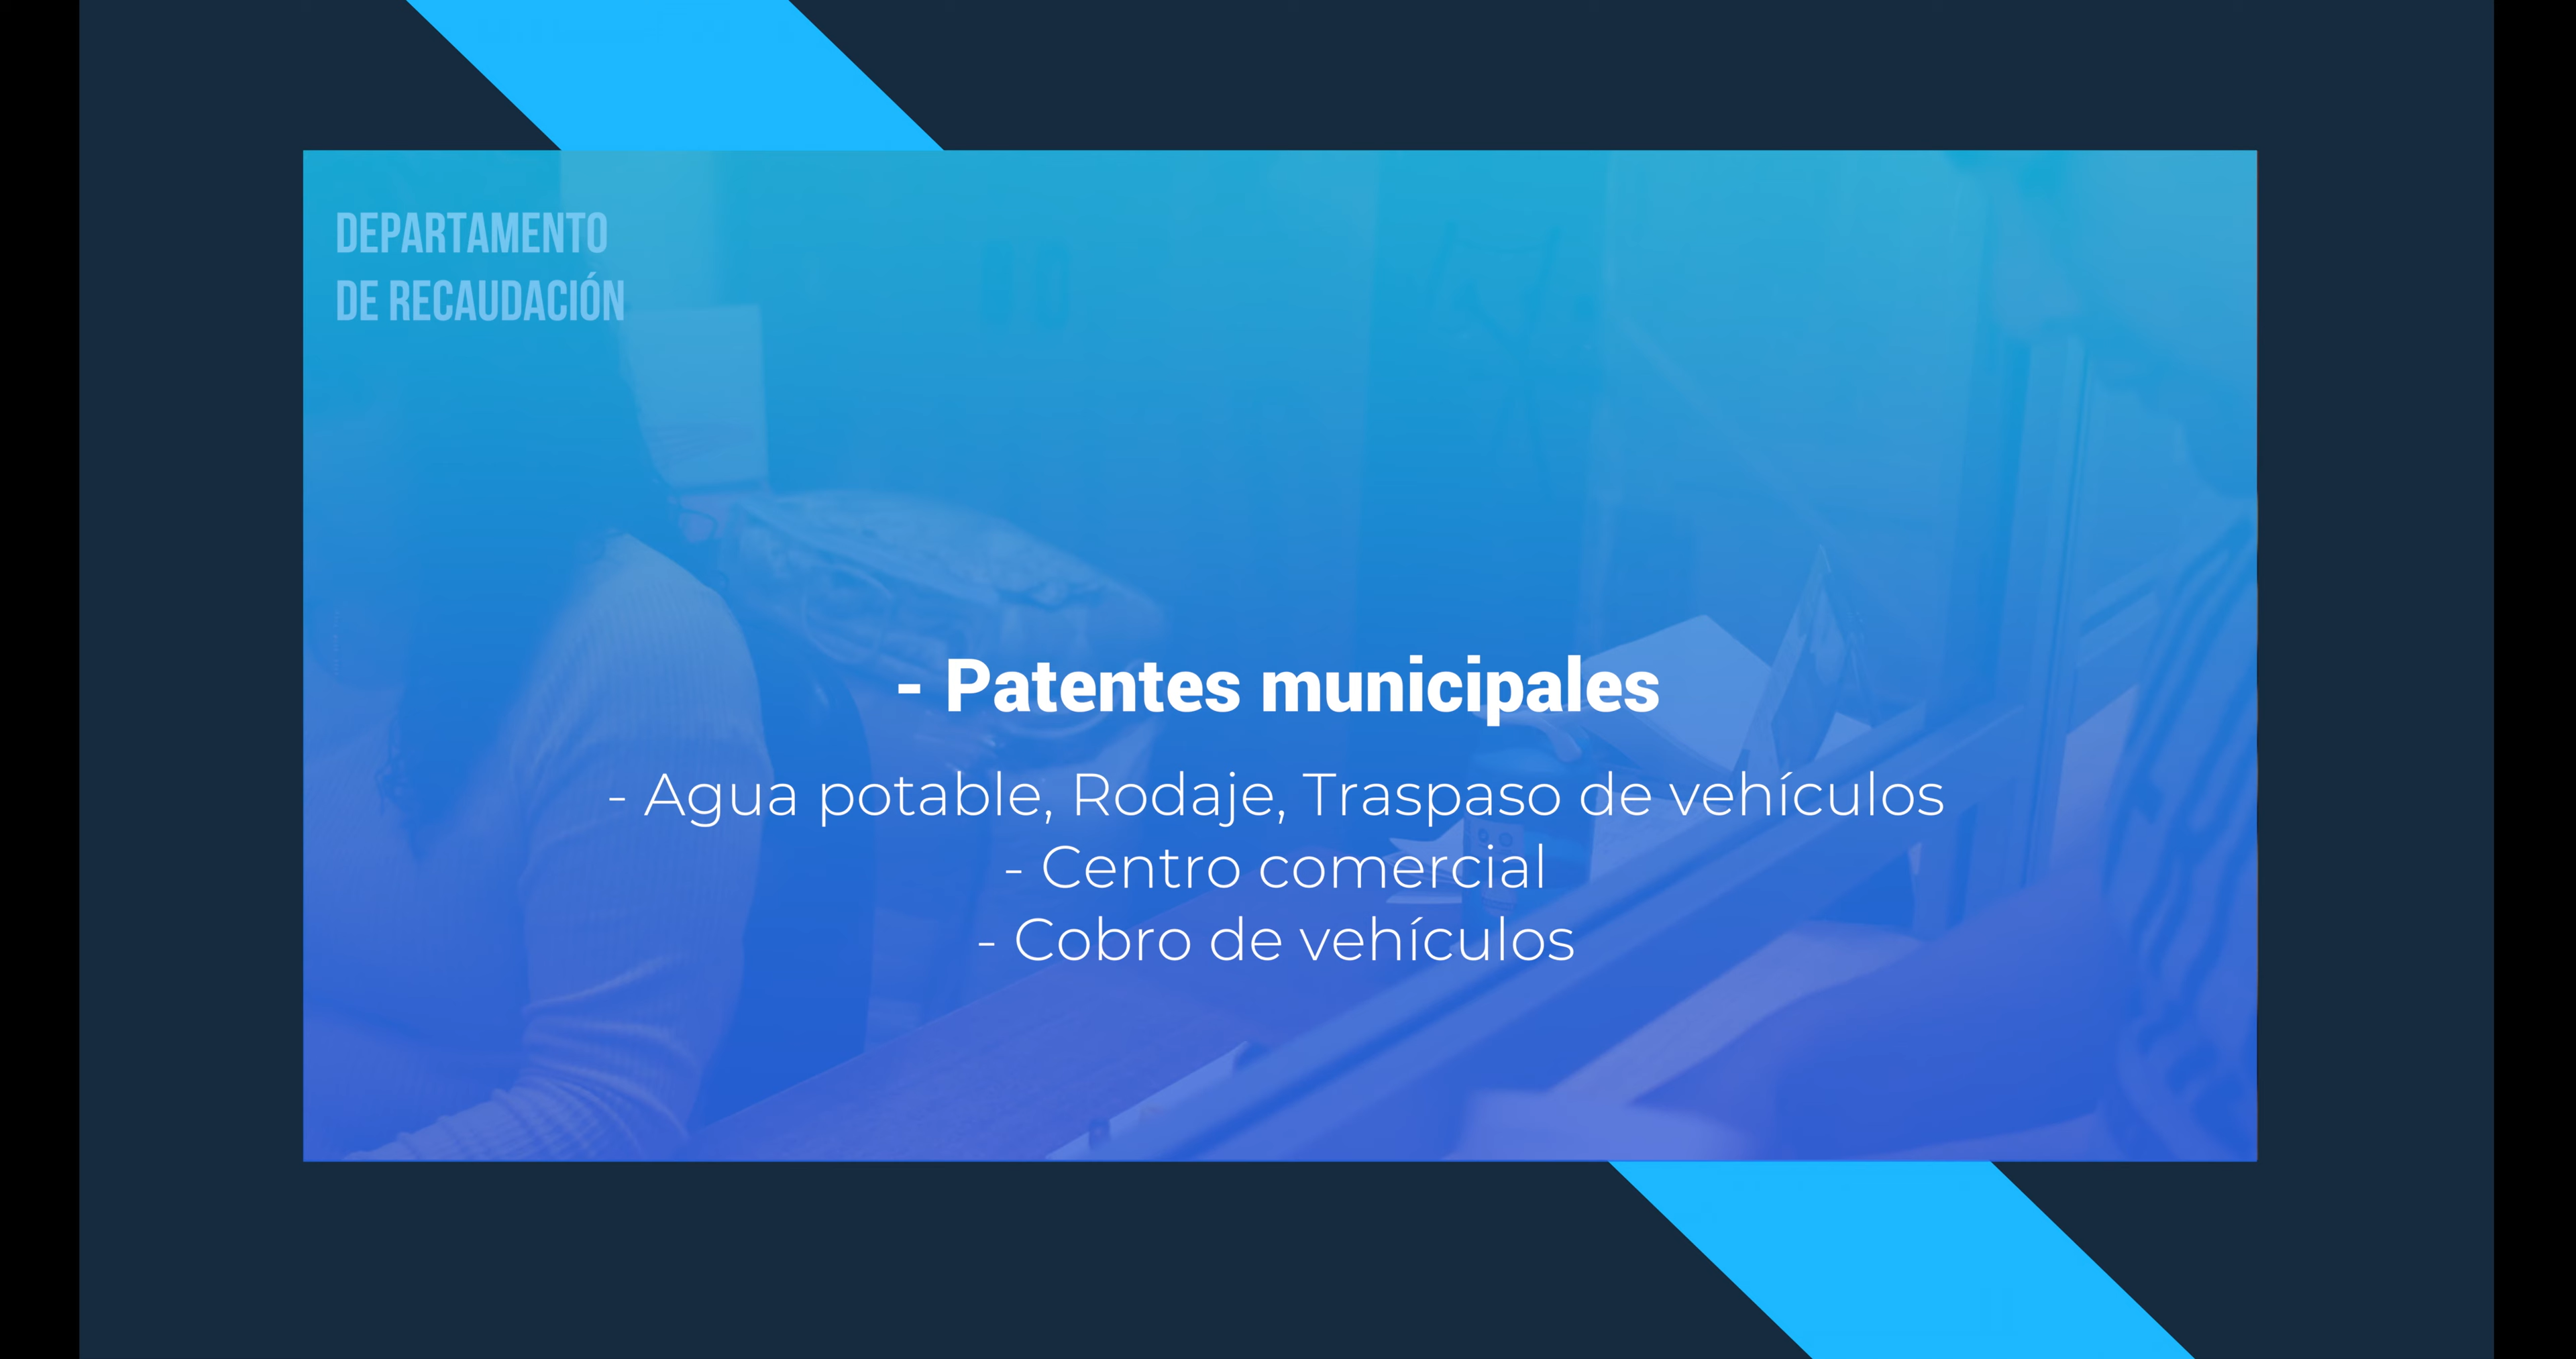 DEPARTAMENTO
DE RECAUDACIÓN
- Patentes municipales
- Agua potable, Rodaje, Traspaso de vehículos
- Centro comercial
- Cobro de vehículos